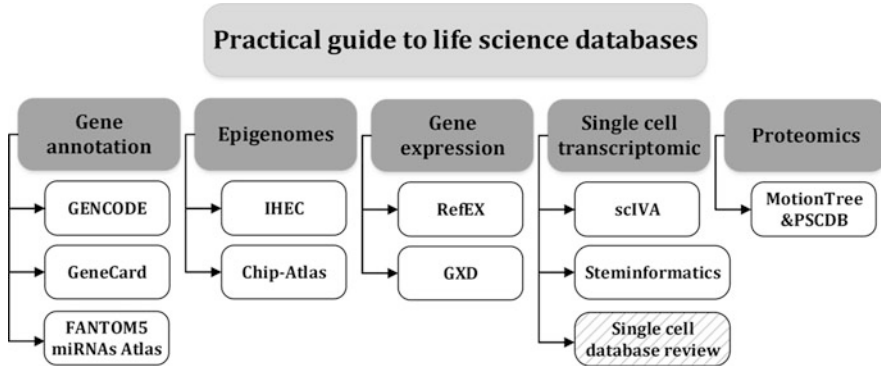 Practical guide to life science databases
Gene
annotation
GENCODE
GeneCard
FANTOM5
miRNAs Atlas
Epigenomes
IHEC
Chip-Atlas
Gene
expression
RefEX
GXD
Single cell
transcriptomic
scIVA
Steminformatics
Single cell
database review
Proteomics
MotionTree
&PSCDB